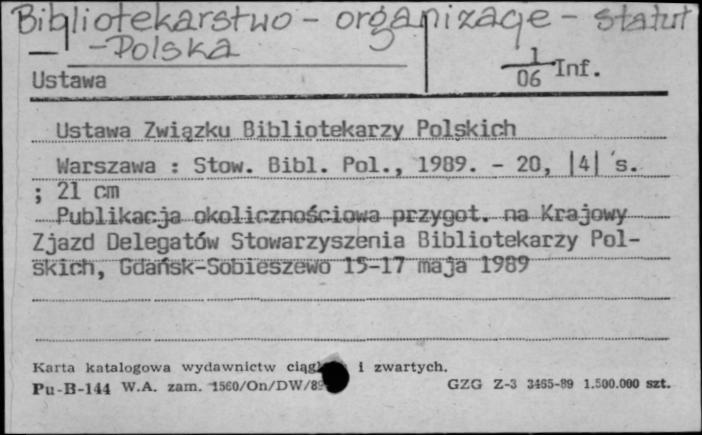 Bibliotekarstwo - organizacje - statut
- Polska
Ustawa
1
06 Inf.
Ustawa Związku Bibliotekarzy Polskich
Warszawa : Stow. Bibl. Pol., 1989. - 20, |4| s.
; 21 cm
Publikacja okolicznościowa przygot. na Krajowy
Zjazd Delegatów Stowarzyszenia Bibliotekarzy Pol-
skich, Gdańsk-Sobieszewo 15-17 maja 1989
Karta katalogowa wydawnictw i zwartych.
Pu-B-144 W.A. zam. 1560/On/DW/89 GZG Z-3 3465-89 1.500.000 szt.